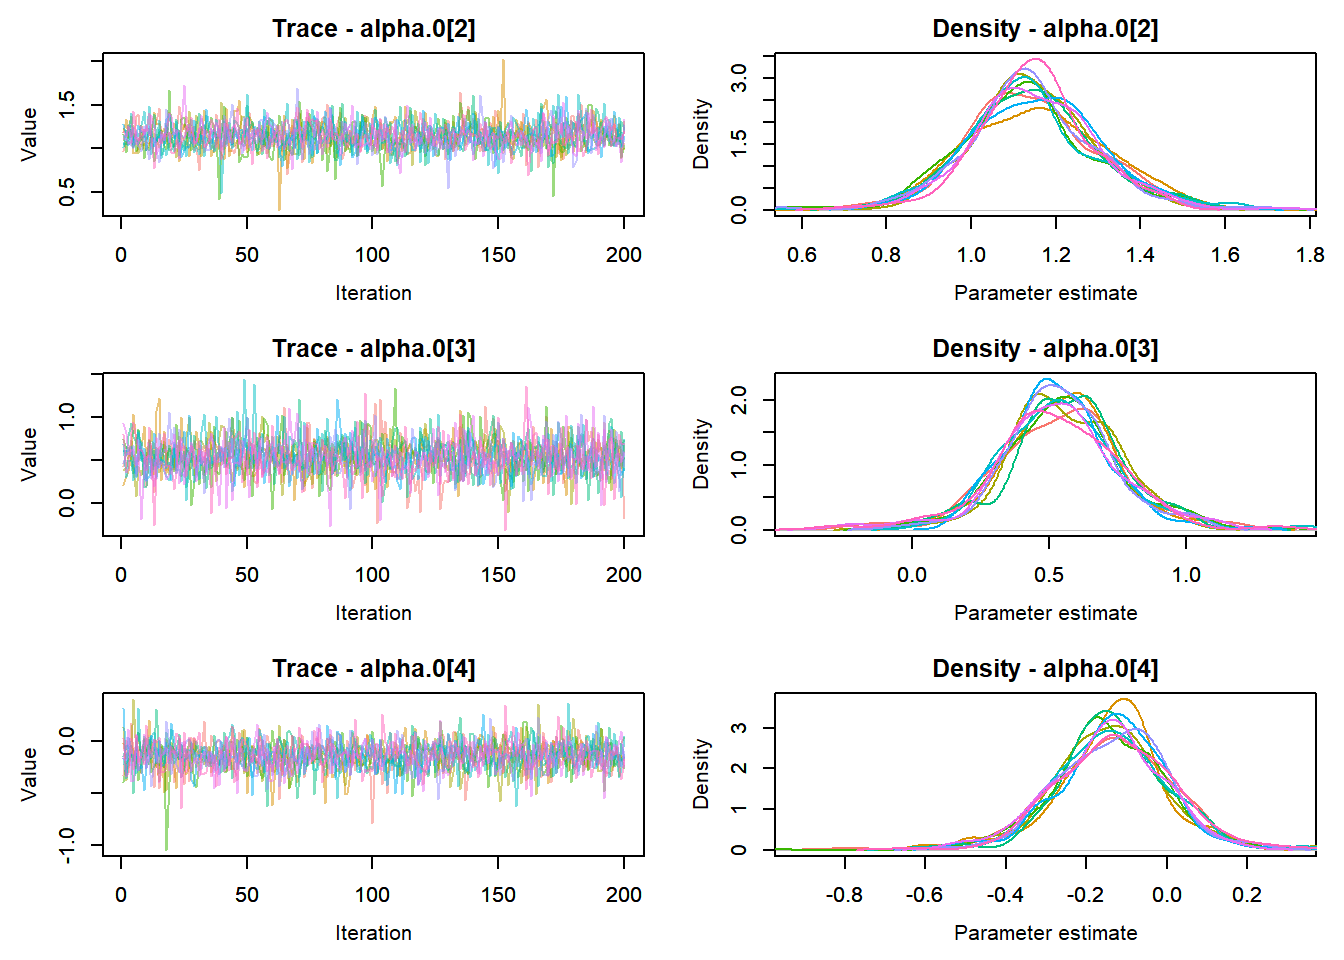 Trace - alpha.0[2]
Value
0.5 1.5
0 50 100 150 200
Iteration
Density - alpha.0[2]
Density
0.0 1.5 3.0
0.6 0.8 1.0 1.2 1.4 1.6 1.8
Parameter estimate
Trace - alpha.0[3]
Value
0.0 1.0
0 50 100 150 200
Iteration
Density - alpha.0[3]
Density
0.0 1.0 2.0
0.0 0.5 1.0
Parameter estimate
Trace - alpha.0[4]
Value
-1.0 0.0
0 50 100 150 200
Iteration
Density - alpha.0[4]
Density
0 1 2 3
-0.8 -0.6 -0.4 -0.2 0.0 0.2
Parameter estimate